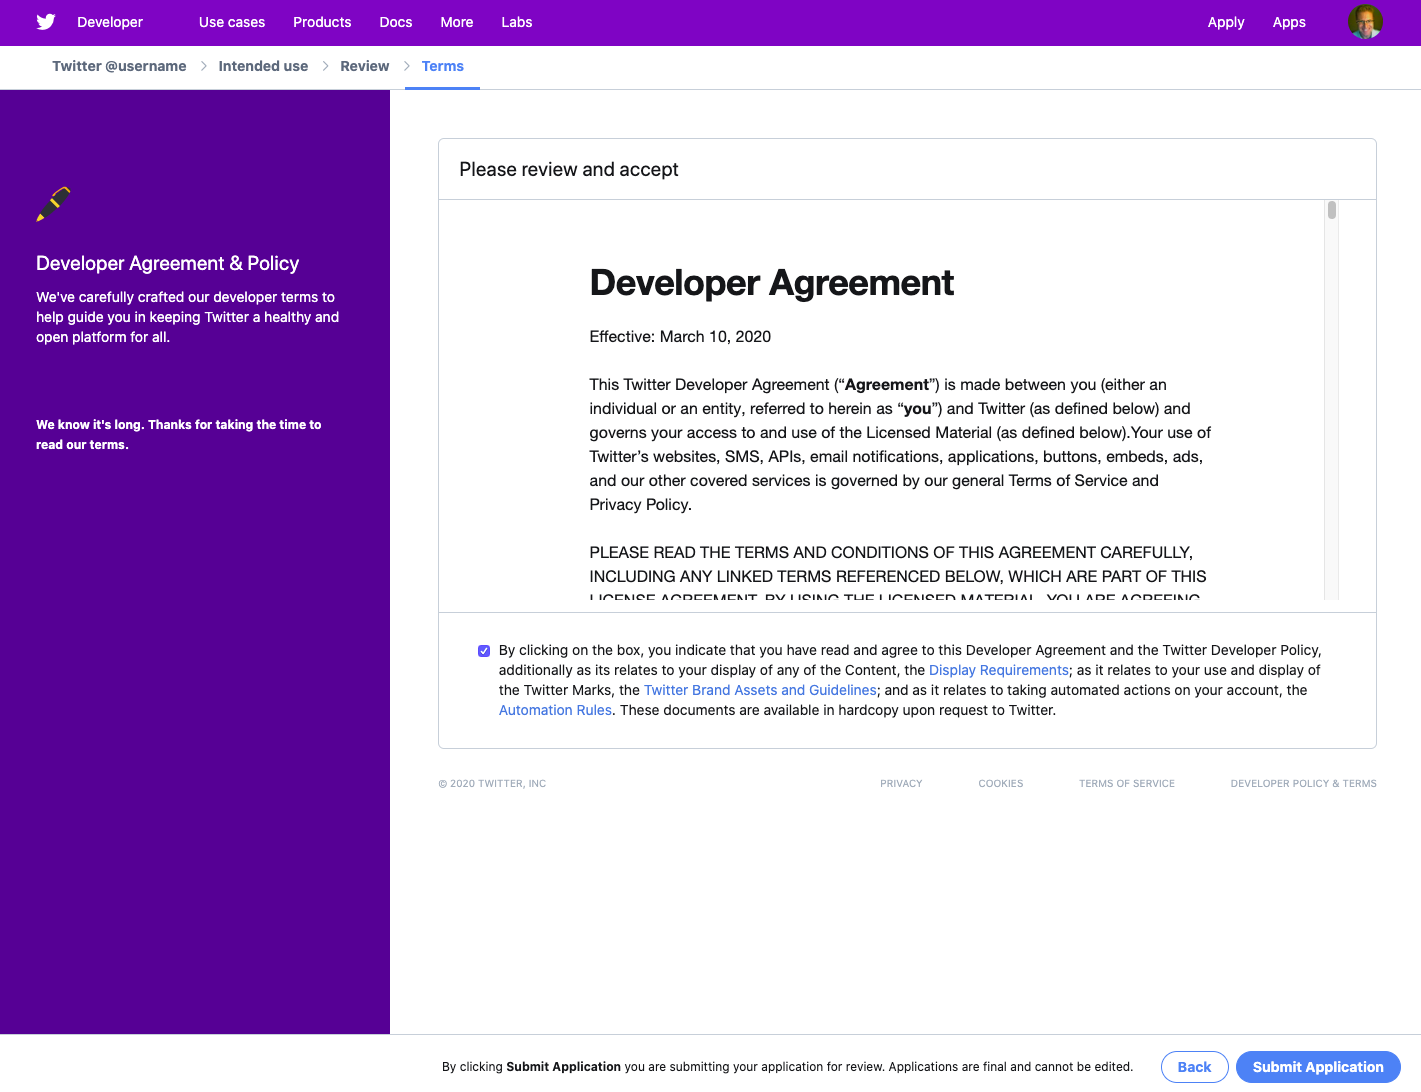 Developer
Use cases
Products
Docs
More
Labs
Apply
Apps
Twitter @username
Intended use
Review
Terms
Developer Agreement & Policy
We've carefully crafted our developer terms to
help guide you in keeping Twitter a healthy and
open platform for all.
We know it's long. Thanks for taking the time to
read our terms.
Please review and accept
Developer Agreement
Effective: March 10, 2020
This Twitter Developer Agreement (“Agreement”) is made between you (either an
individual or an entity, referred to herein as “you”) and Twitter (as defined below) and
governs your access to and use of the Licensed Material (as defined below).Your use of
Twitter’s websites, SMS, APIs, email notifications, applications, buttons, embeds, ads,
and our other covered services is governed by our general Terms of Service and
Privacy Policy.
PLEASE READ THE TERMS AND CONDITIONS OF THIS AGREEMENT CAREFULLY,
INCLUDING ANY LINKED TERMS REFERENCED BELOW, WHICH ARE PART OF THIS
LICENSE AGREEMENT. BY USING THE LICENSED MATERIAL, YOU ARE AGREEING
By clicking on the box, you indicate that you have read and agree to this Developer Agreement and the Twitter Developer Policy,
additionally as its relates to your display of any of the Content, the Display Requirements; as it relates to your use and display of
the Twitter Marks, the Twitter Brand Assets and Guidelines; and as it relates to taking automated actions on your account, the
Automation Rules. These documents are available in hardcopy upon request to Twitter.
© 2020 TWITTER, INC
PRIVACY
COOKIES
TERMS OF SERVICE
DEVELOPER POLICY & TERMS
By clicking Submit Application you are submitting your application for review. Applications are final and cannot be edited.
Back
Submit Application